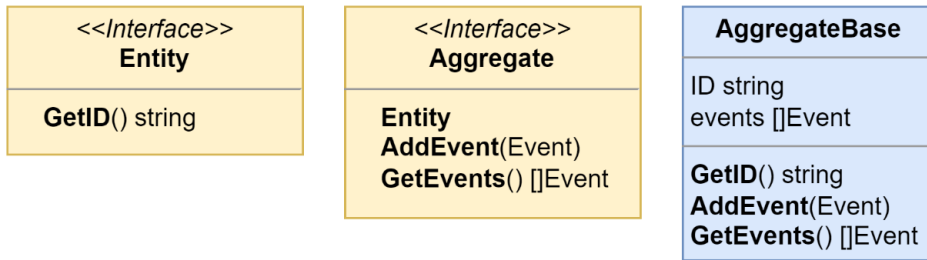 <<Interface>>
Entity
GetID() string
<<Interface>>
Aggregate
Entity
AddEvent(Event)
GetEvents() []Event
AggregateBase
ID string
events []Event
GetID() string
AddEvent(Event)
GetEvents() []Event